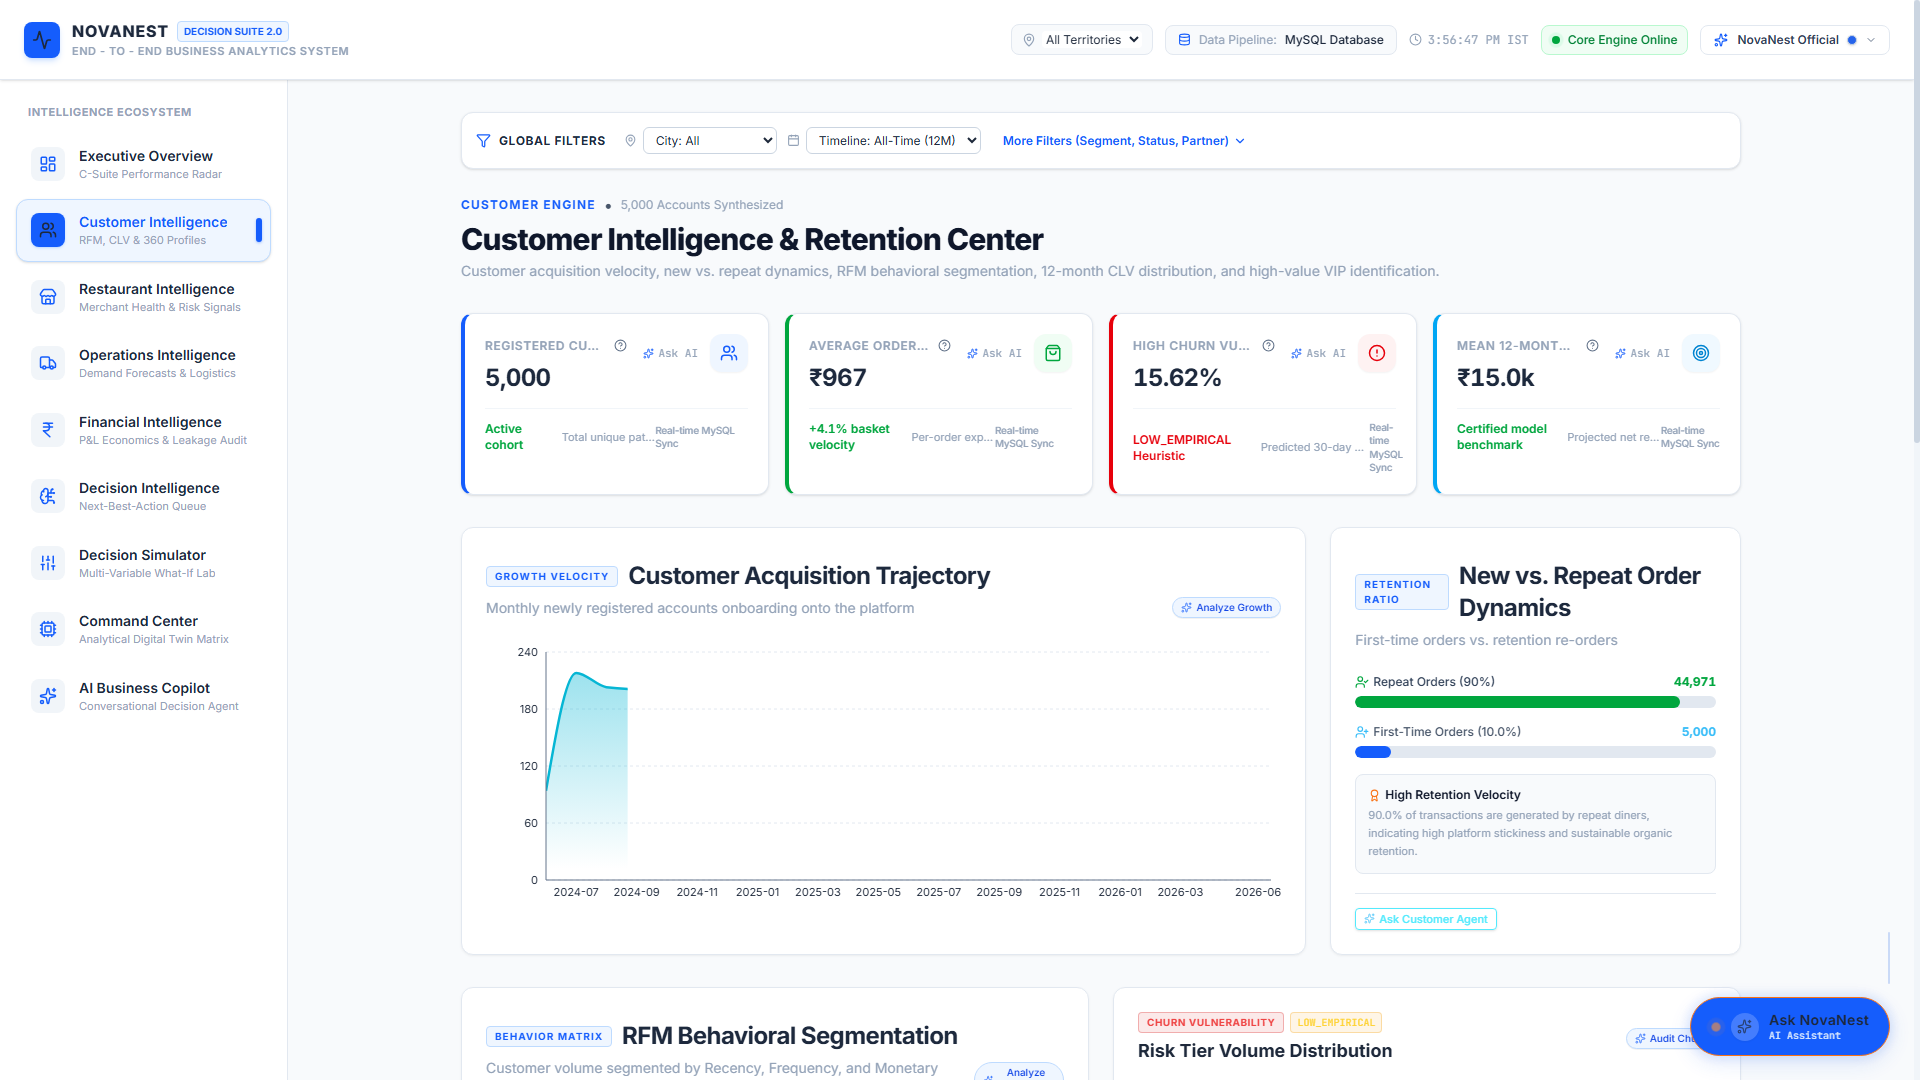 NOVANEST DECISION SUITE 2.0
END - TO - END BUSINESS ANALYTICS SYSTEM
All Territories
Data Pipeline: MySQL Database
3:56:47 PM IST
Core Engine Online
NovaNest Official
INTELLIGENCE ECOSYSTEM
Executive Overview
C-Suite Performance Radar
Customer Intelligence
RFM, CLV & 360 Profiles
Restaurant Intelligence
Merchant Health & Risk Signals
Operations Intelligence
Demand Forecasts & Logistics
Financial Intelligence
P&L Economics & Leakage Audit
Decision Intelligence
Next-Best-Action Queue
Decision Simulator
Multi-Variable What-If Lab
Command Center
Analytical Digital Twin Matrix
AI Business Copilot
Conversational Decision Agent
GLOBAL FILTERS
City: All
Timeline: All-Time (12M)
More Filters (Segment, Status, Partner)
CUSTOMER ENGINE • 5,000 Accounts Synthesized
Customer Intelligence & Retention Center
Customer acquisition velocity, new vs. repeat dynamics, RFM behavioral segmentation, 12-month CLV distribution, and high-value VIP identification.
REGISTERED CU...
Ask AI
5,000
Active
cohort
Total unique pat...
Real-time MySQL
Sync
AVERAGE ORDER...
Ask AI
₹967
+4.1% basket
velocity
Per-order exp...
Real-time
MySQL Sync
HIGH CHURN VU...
Ask AI
15.62%
LOW_EMPIRICAL
Heuristic
Predicted 30-day ...
Real-
time
MySQL
Sync
MEAN 12-MONT...
Ask AI
₹15.0k
Certified model
benchmark
Projected net re...
Real-time
MySQL Sync
GROWTH VELOCITY
Customer Acquisition Trajectory
Monthly newly registered accounts onboarding onto the platform
Analyze Growth
240
180
120
60
0
2024-07 2024-09 2024-11 2025-01 2025-03 2025-05 2025-07 2025-09 2025-11 2026-01 2026-03 2026-06
RETENTION
RATIO
New vs. Repeat Order
Dynamics
First-time orders vs. retention re-orders
Repeat Orders (90%) 44,971
First-Time Orders (10.0%) 5,000
High Retention Velocity
90.0% of transactions are generated by repeat diners,
indicating high platform stickiness and sustainable organic
retention.
Ask Customer Agent
BEHAVIOR MATRIX
RFM Behavioral Segmentation
Customer volume segmented by Recency, Frequency, and Monetary
Analyze
CHURN VULNERABILITY
LOW_EMPIRICAL
Risk Tier Volume Distribution
Audit
Ask NovaNest
AI Assistant